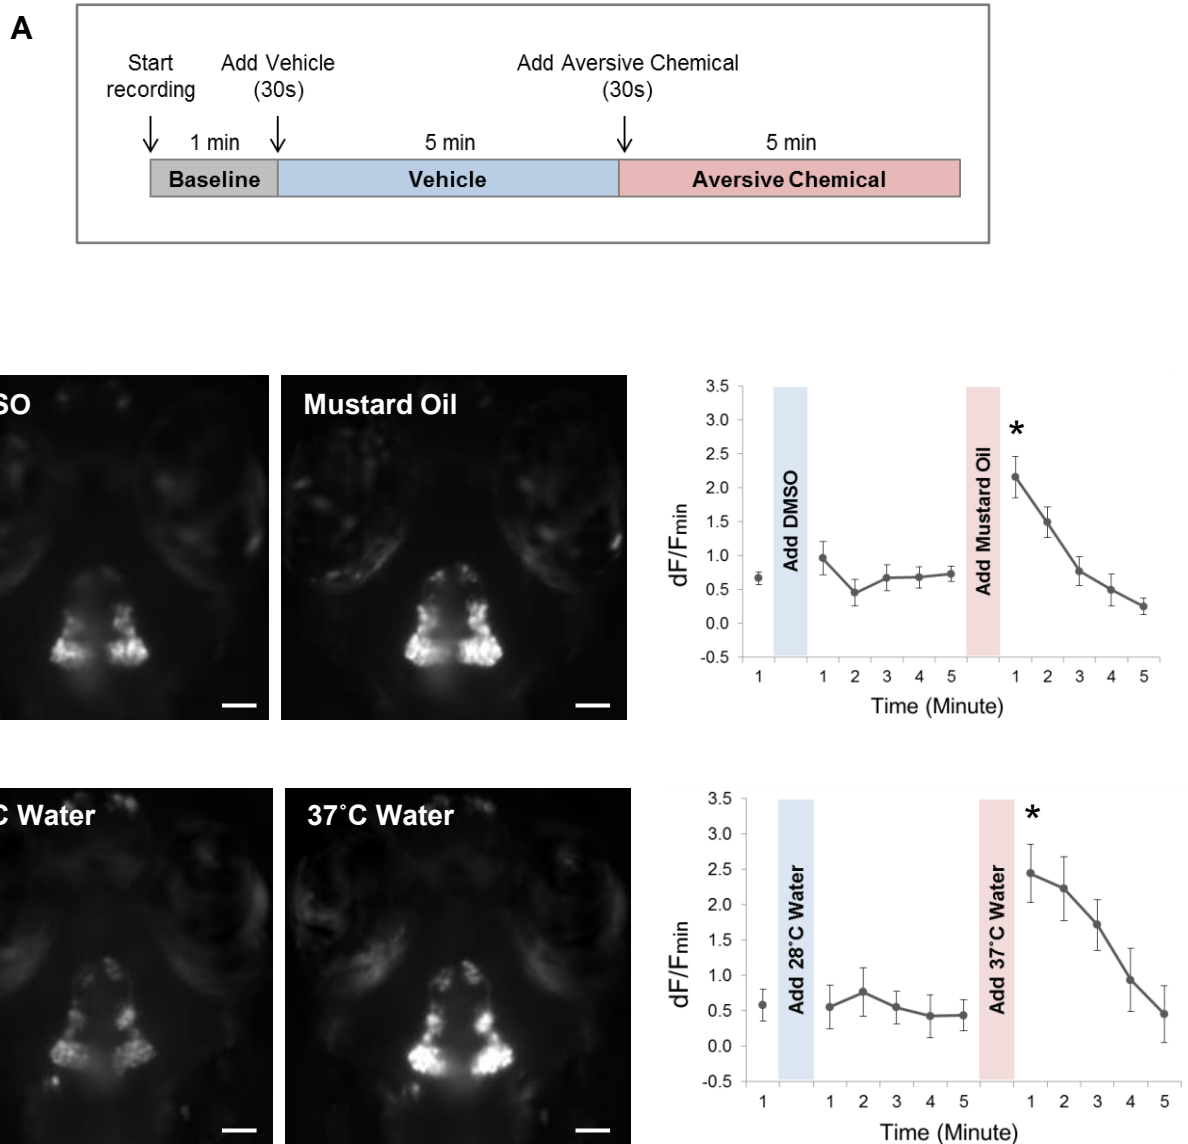 A
Start
recording
Add Vehicle
(30s)
Add Aversive Chemical
(30s)
1 min
5 min
5 min
Baseline
Vehicle
Aversive Chemical
SO
Mustard Oil
3.5
3.0
2.5
2.0
1.5
1.0
0.5
0.0
-0.5
dF/Fmin
Add DMSO
Add Mustard Oil
*
1 1 2 3 4 5 1 2 3 4 5
Time (Minute)
C Water
37˚C Water
3.5
3.0
2.5
2.0
1.5
1.0
0.5
0.0
-0.5
dF/Fmin
Add 28˚C Water
Add 37˚C Water
*
1 1 2 3 4 5 1 2 3 4 5
Time (Minute)